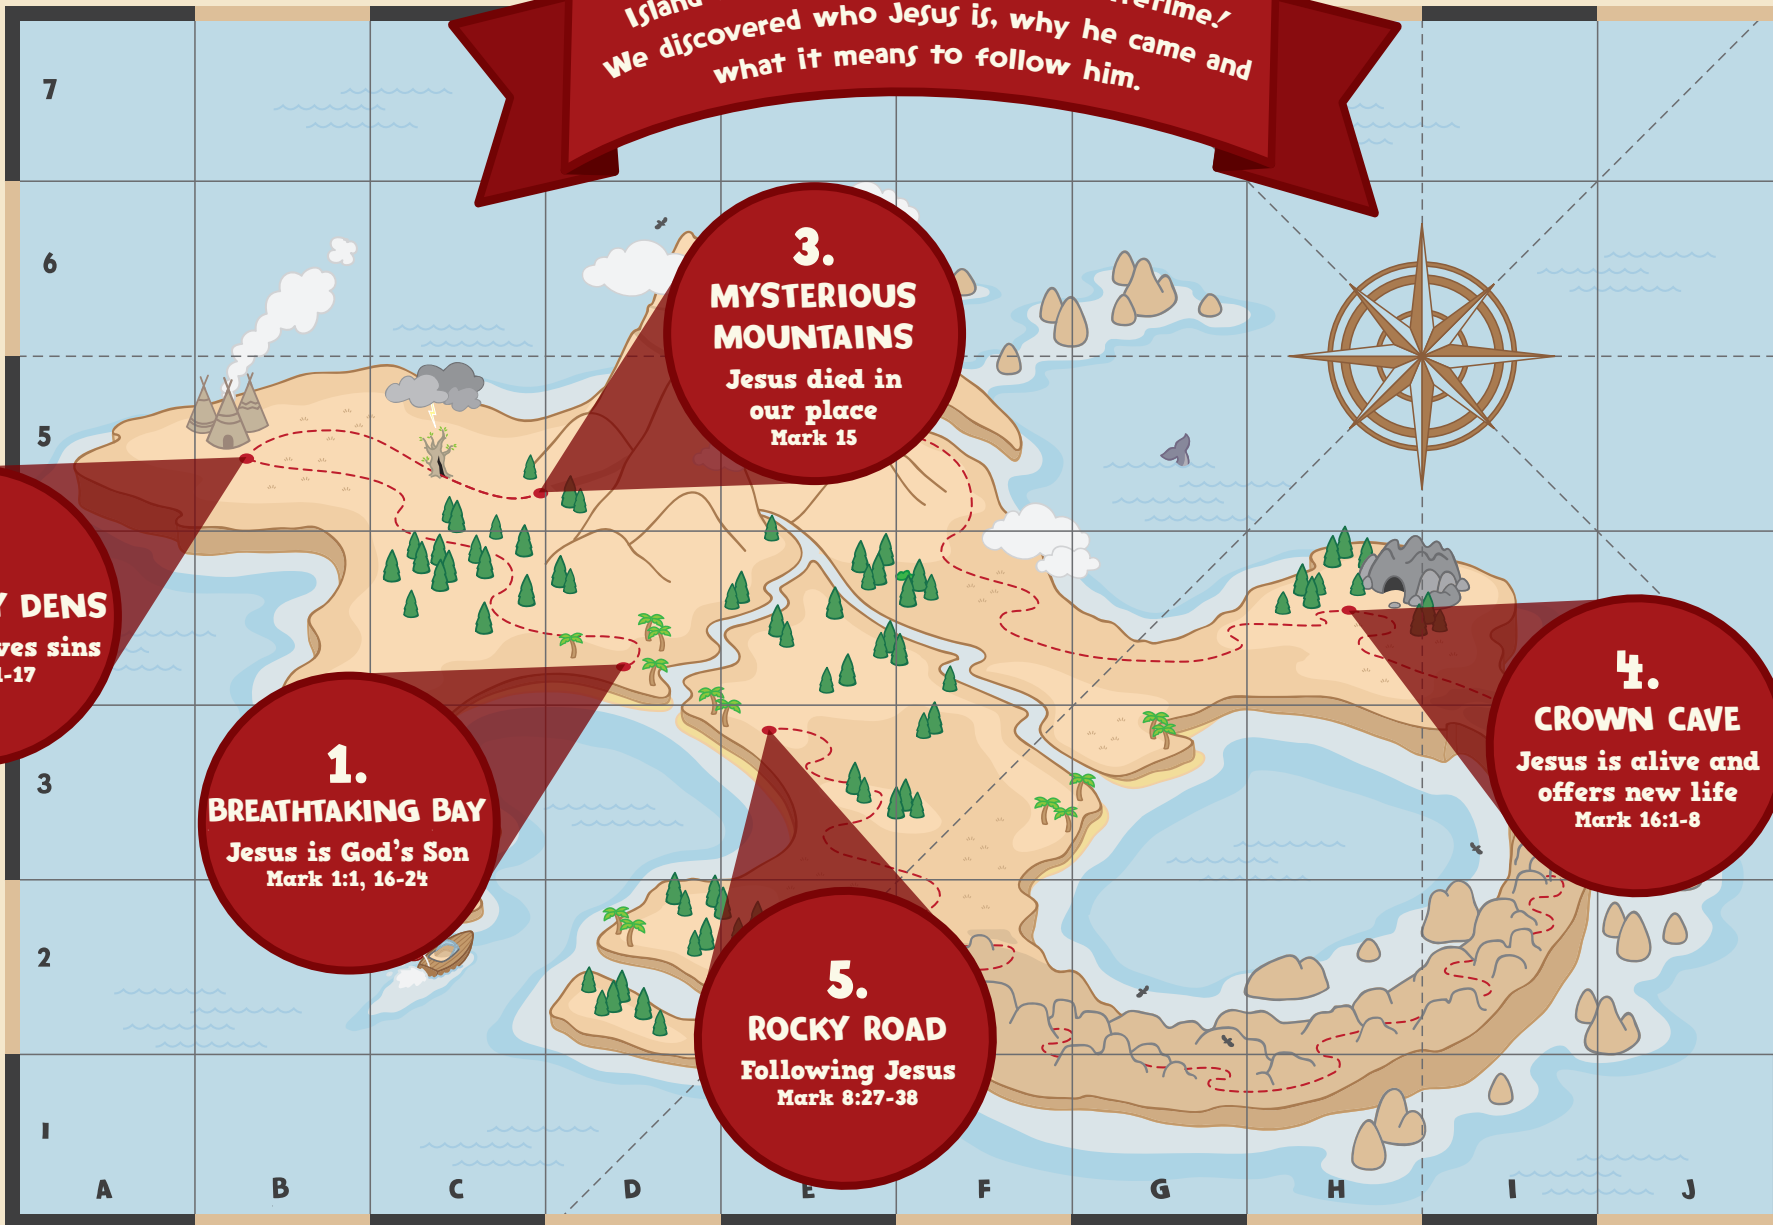 Island
We discovered who Jesus is, why he came and
what it means to follow him.
7
6
5
3
2
1
3.
MYSTERIOUS
MOUNTAINS
Jesus died in
our place
Mark 15
DENS
sins
4.
CROWN CAVE
Jesus is alive and
offers new life
Mark 16:1-8
1.
BREATHTAKING BAY
Jesus is God's Son
Mark 1:1, 16-24
5.
ROCKY ROAD
Following Jesus
Mark 8:27-38
A B C D E F G H I J